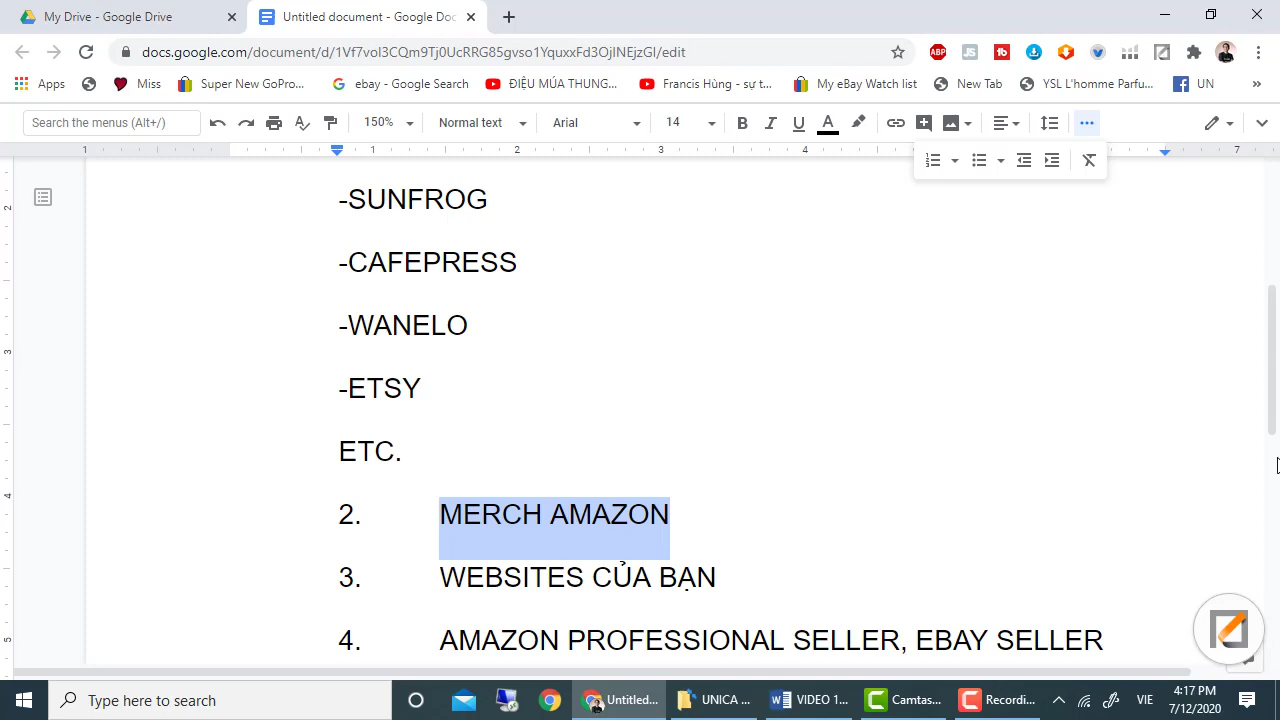 My Drive - Google Drive
Untitled document - Google Doc
docs.google.com/document/d/1Vf7voI3CQm9Tj0UcRRG85gvso1YquxxFd3OjINEjzGI/edit
Apps
Miss
Super New GoPro...
ebay - Google Search
ĐIỆU MÚA THUNG...
Francis Hùng - sự t...
My eBay Watch list
New Tab
YSL L'homme Parfu...
UN
Search the menus (Alt+/)
150%
Normal text
Arial
14
-SUNFROG
-CAFEPRESS
-WANELO
-ETSY
ETC.
2. MERCH AMAZON
3. WEBSITES CỦA BẠN
4. AMAZON PROFESSIONAL SELLER, EBAY SELLER
Type here to search
Untitled...
UNICA ...
VIDEO 1...
Camtas...
Recordi...
VIE
4:17 PM
7/12/2020